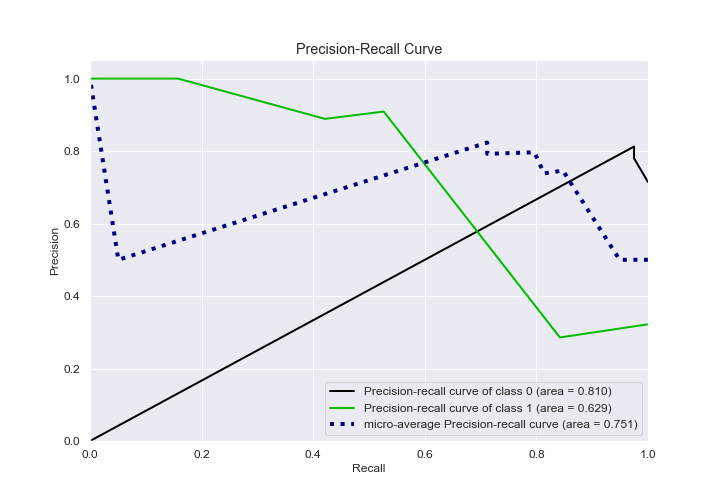 Precision-Recall Curve
Precision
1.0
0.8
0.6
0.4
0.2
0.0
Precision-recall curve of class 0 (area = 0.810)
Precision-recall curve of class 1 (area = 0.629)
micro-average Precision-recall curve (area = 0.751)
0.0 0.2 0.4 0.6 0.8 1.0
Recall